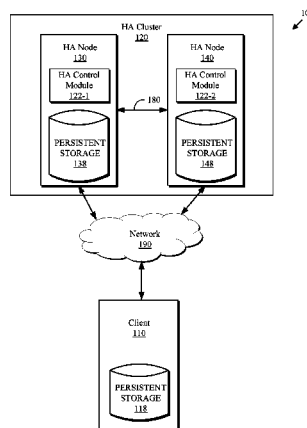 HA Cluster
120
HA Node
130
HA Control
Module
122-1
PERSISTENT
STORAGE
138
180
HA Node
140
HA Control
Module
122-2
PERSISTENT
STORAGE
148
Network
190
Client
110
PERSISTENT
STORAGE
118